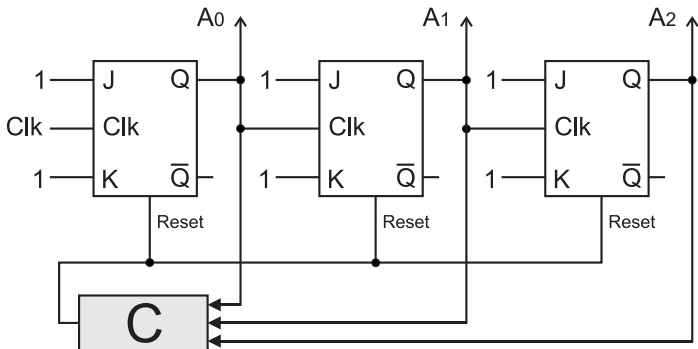 A0 A1 A2
1 J Q 1 J Q 1 J Q
Clk Clk Clk Clk
1 K Q̅ 1 K Q̅ 1 K Q̅
Reset Reset Reset
C